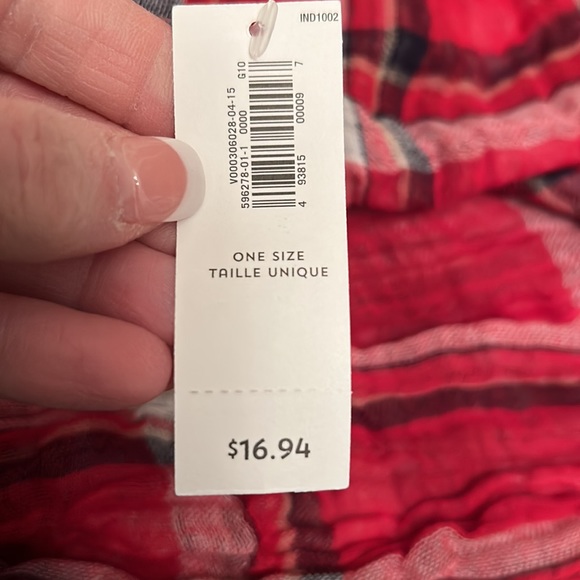 IND1002
V000306028-04-15 G10
596278-01-1 0000
4 93815 00009 7
ONE SIZE
TAILLE UNIQUE
$16.94